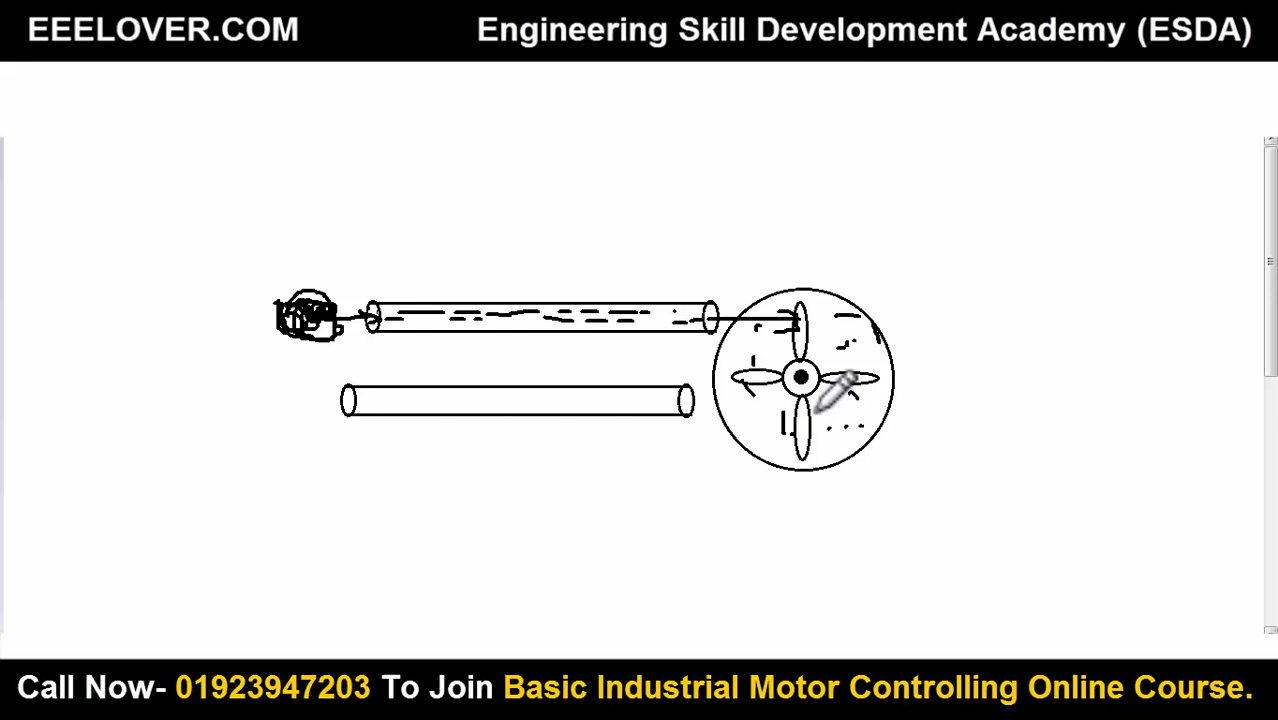 EEELOVER.COM
Engineering Skill Development Academy (ESDA)
Call Now- 01923947203 To Join Basic Industrial Motor Controlling Online Course.